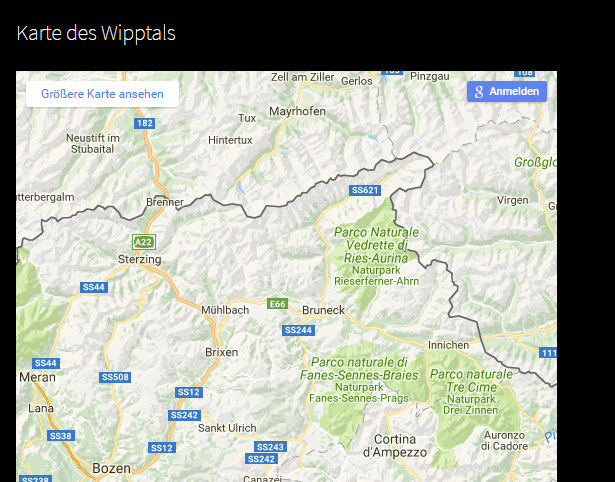 Karte des Wipptals
Größere Karte ansehen
Anmelden
Zell am Ziller
Gerlos
Pinzgau
108
182
Mayrhofen
Tux
Neustift im
Stubaital
Hintertux
Großglo
SS621
Virgen
Brenner
Parco Naturale
Vedrette di
Ries-Aurina
Naturpark
Rieserferner-Ahrn
A22
Sterzing
SS44
E66
Mühlbach
Bruneck
SS244
Innichen
Brixen
111
SS44
Meran
SS508
Parco naturale di
Fanes-Sennes-Braies
Naturpark
Fanes-Sennes-Prags
Parco naturale
Tre Cime
Naturpark
Drei Zinnen
SS12
Lana
SS242
Sankt Ulrich
SS38
SS12
SS243
SS242
Cortina
d'Ampezzo
Auronzo
di Cadore
Bozen
SS238
Canazei